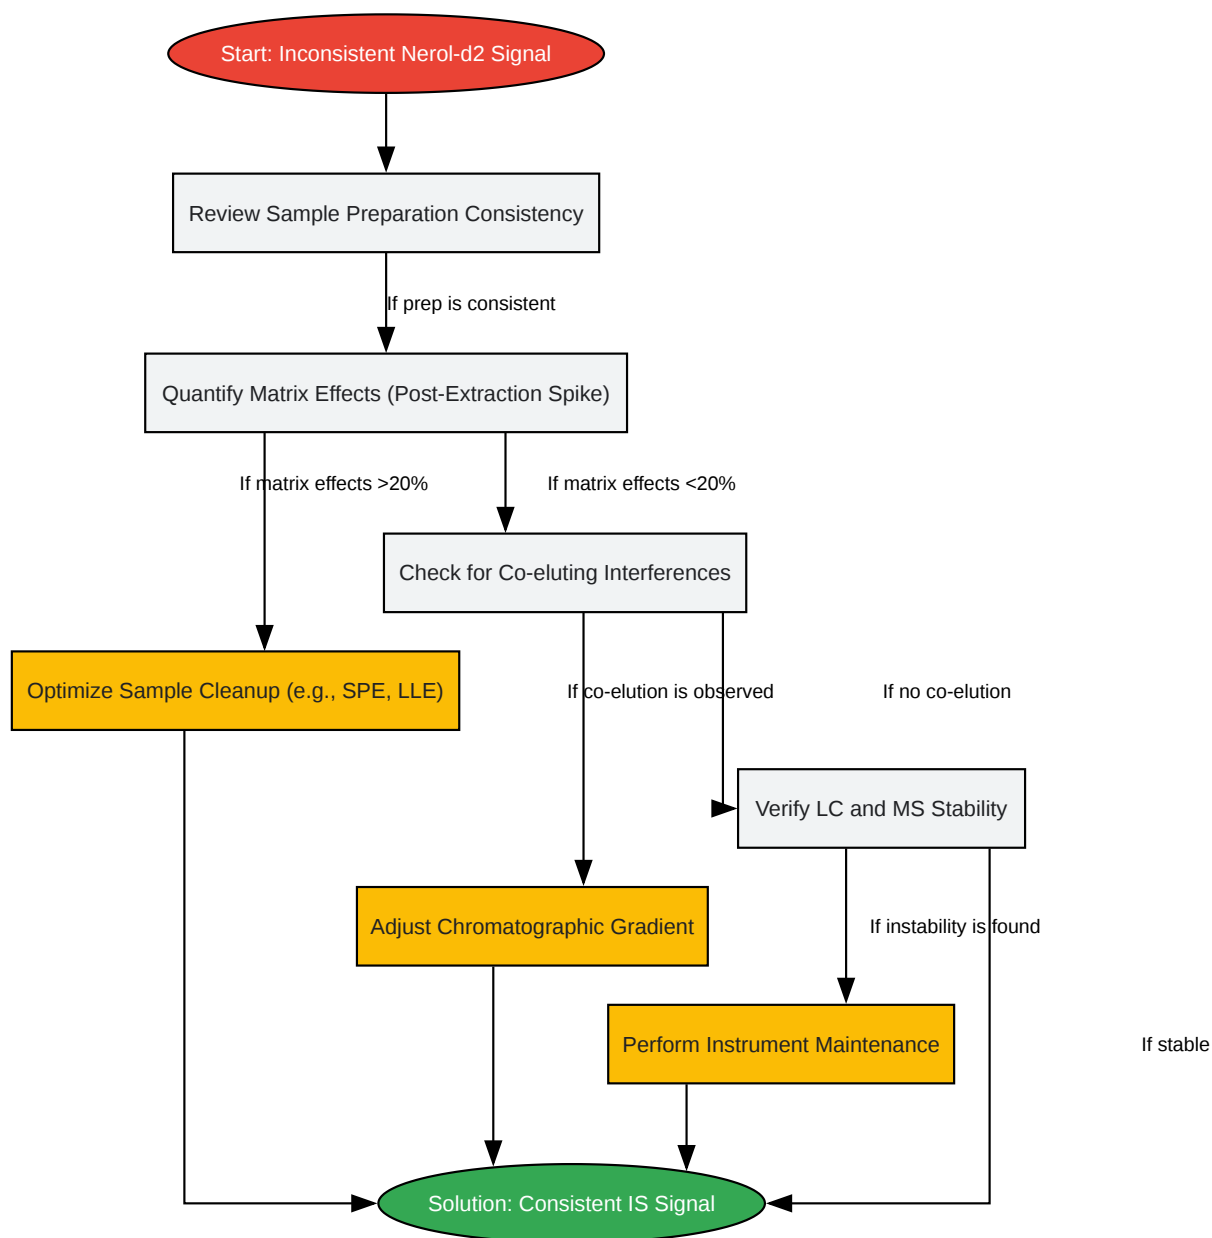 Start: Inconsistent Nerol-d2 Signal
Review Sample Preparation Consistency
If prep is consistent
Quantify Matrix Effects (Post-Extraction Spike)
If matrix effects >20%
If matrix effects <20%
Check for Co-eluting Interferences
Optimize Sample Cleanup (e.g., SPE, LLE)
If co-elution is observed
If no co-elution
Verify LC and MS Stability
Adjust Chromatographic Gradient
If instability is found
Perform Instrument Maintenance
If stable
Solution: Consistent IS Signal